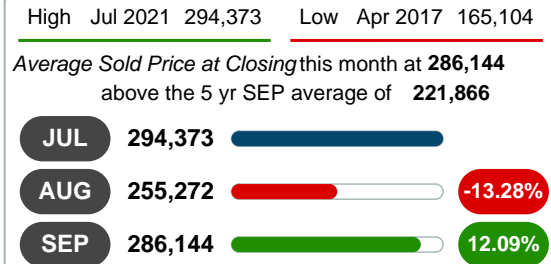 High Jul 2021 294,373 Low Apr 2017 165,104
Average Sold Price at Closing this month at 286,144
above the 5 yr SEP average of 221,866
JUL 294,373
AUG 255,272 -13.28%
SEP 286,144 12.09%